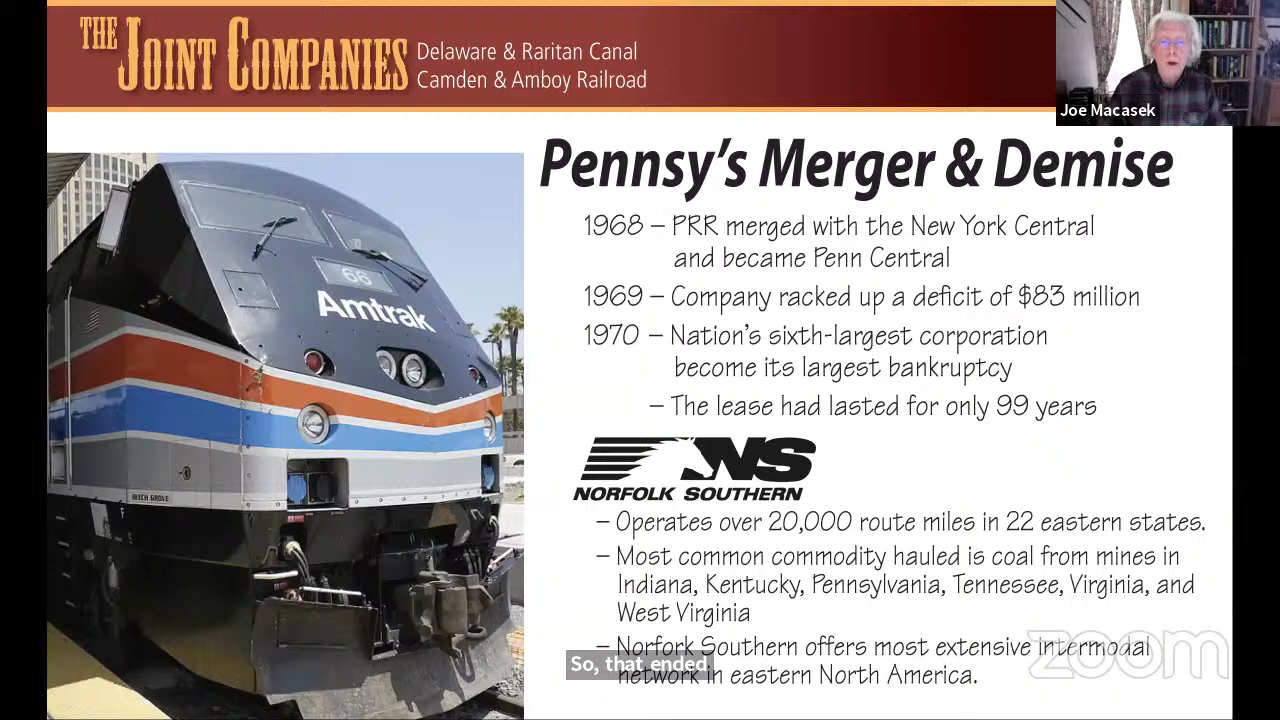 THE JOINT COMPANIES
Delaware & Raritan Canal
Camden & Amboy Railroad
Joe Macasek
Pennsy's Merger & Demise
1968 – PRR merged with the New York Central
and became Penn Central
1969 – Company racked up a deficit of $83 million
1970 – Nation's sixth-largest corporation
become its largest bankruptcy
– The lease had lasted for only 99 years
NS
NORFOLK SOUTHERN
– Operates over 20,000 route miles in 22 eastern states.
– Most common commodity hauled is coal from mines in
Indiana, Kentucky, Pennsylvania, Tennessee, Virginia, and
West Virginia
– Norfork Southern offers most extensive intermodal
network in eastern North America.
So, that ended
zoom
66
Amtrak
BEECH GROVE